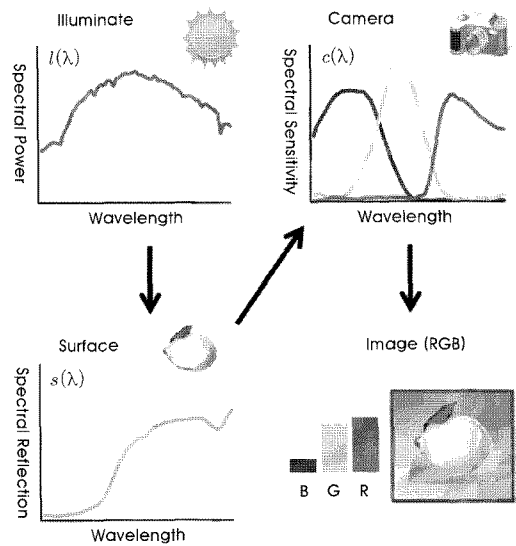 Illuminate
l(λ)
Spectral Power
Wavelength
Camera
c(λ)
Spectral Sensitivity
Wavelength
Surface
s(λ)
Spectral Reflection
Wavelength
Image (RGB)
B G R